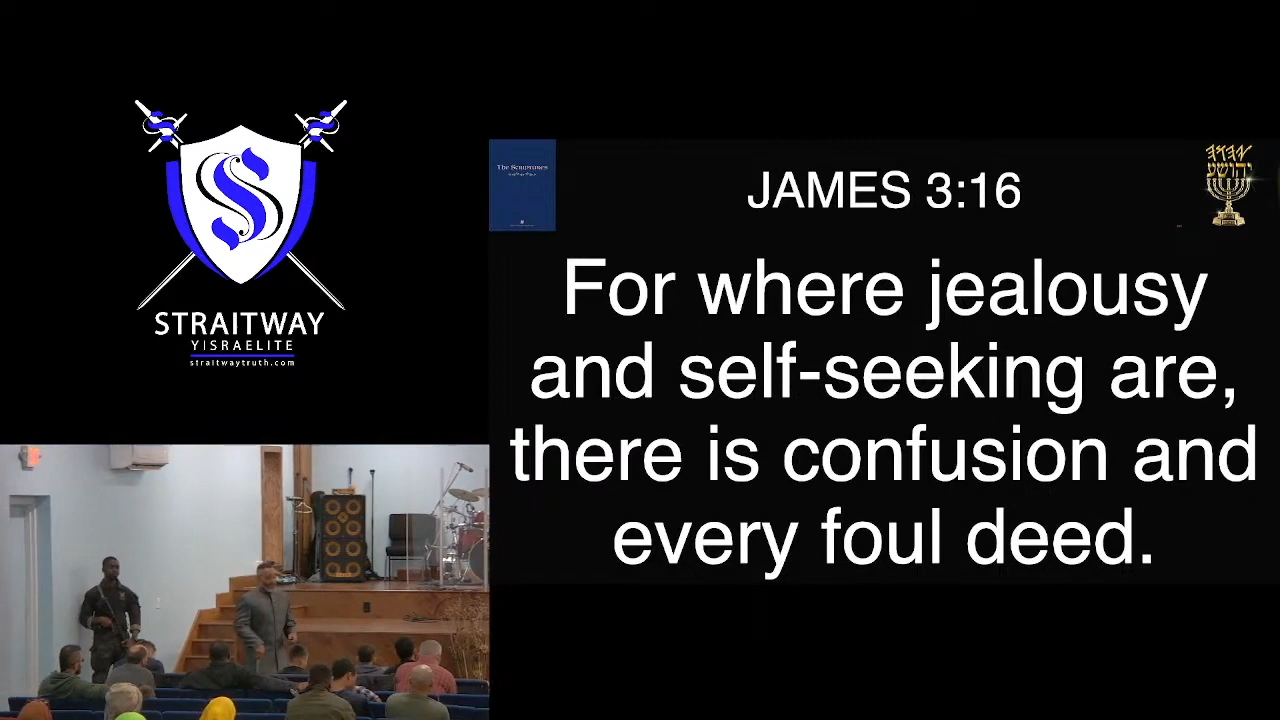 STRAITWAY
YISRAELITE
straitwaytruth.com
The Scriptures
JAMES 3:16
יהושע
For where jealousy
and self-seeking are,
there is confusion and
every foul deed.